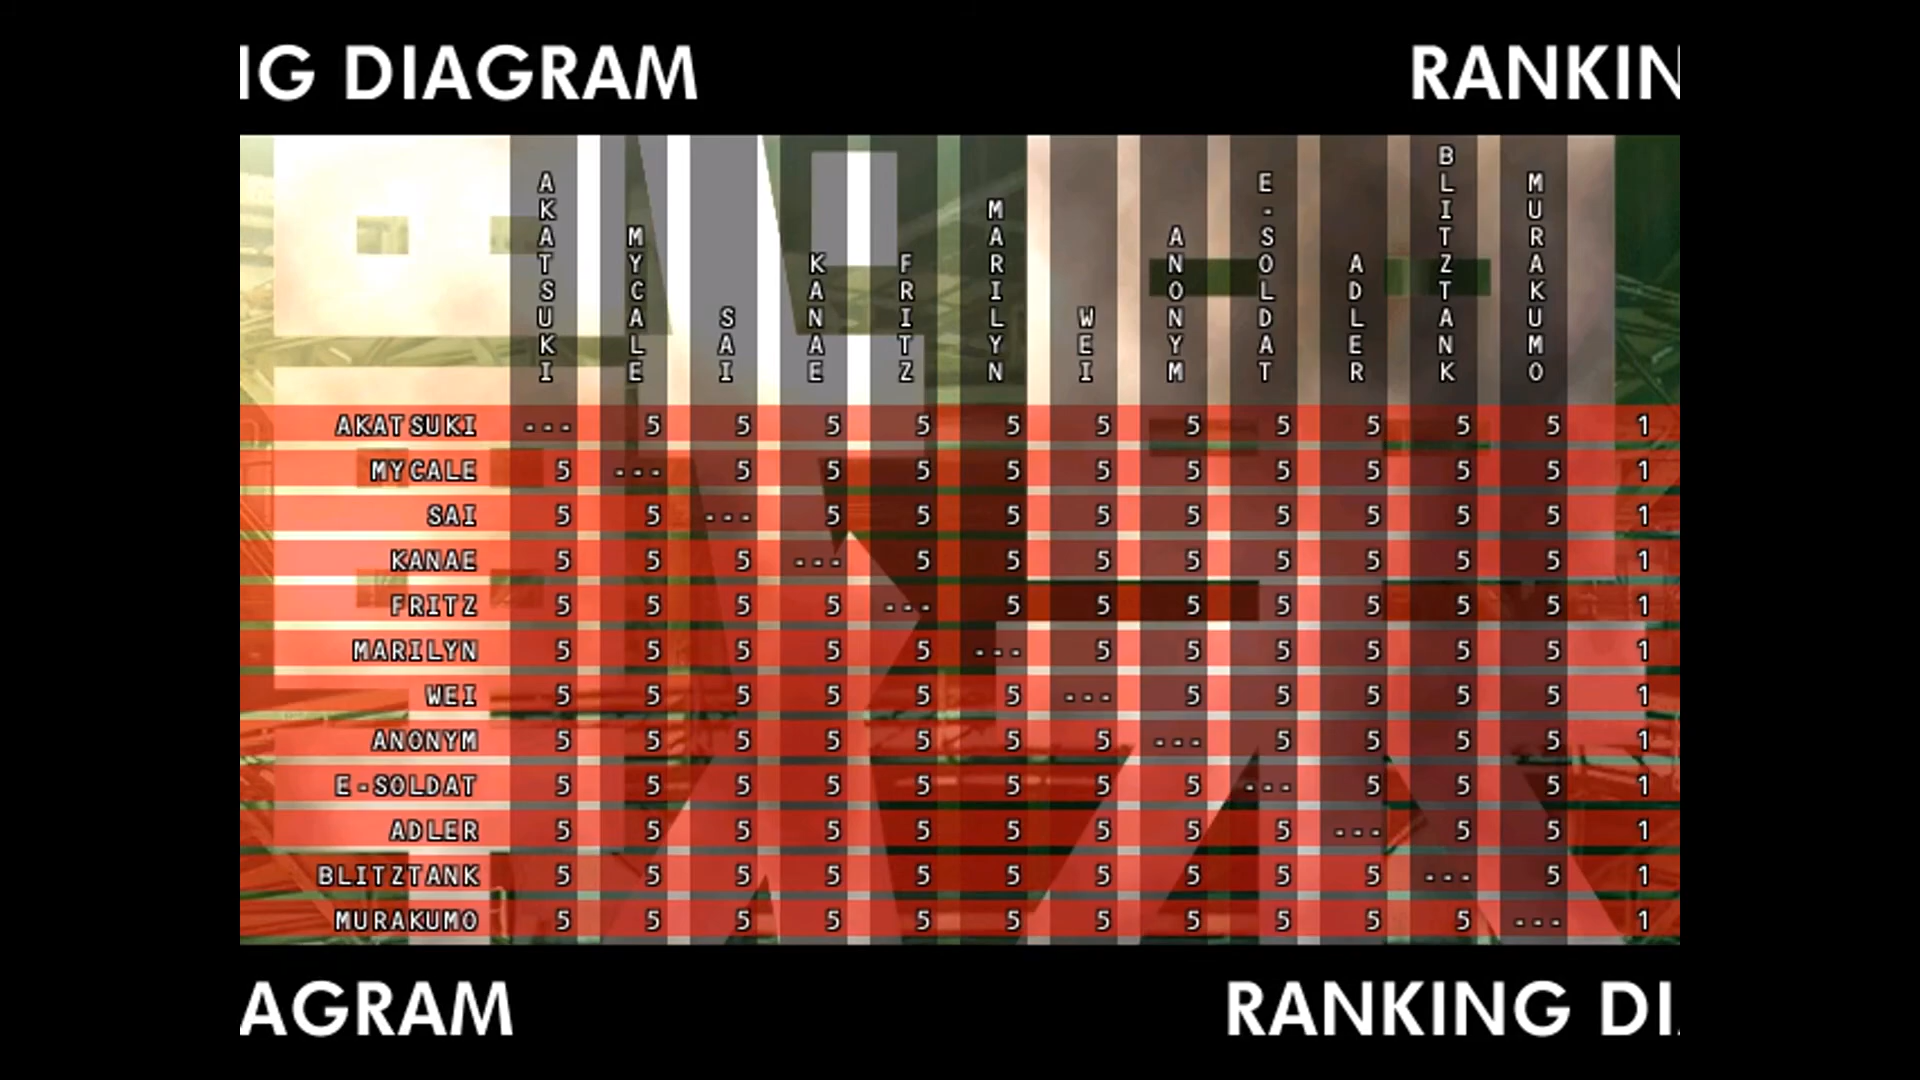 IG DIAGRAM RANKIN
AKATSUKI MYCALE SAI KANAE FRITZ MARILYN WEI ANONYM E-SOLDAT ADLER BLITZTANK MURAKUMO
AKATSUKI --- 5 5 5 5 5 5 5 5 5 5 5 1
MYCALE 5 --- 5 5 5 5 5 5 5 5 5 5 1
SAI 5 5 --- 5 5 5 5 5 5 5 5 5 1
KANAE 5 5 5 --- 5 5 5 5 5 5 5 5 1
FRITZ 5 5 5 5 --- 5 5 5 5 5 5 5 1
MARILYN 5 5 5 5 5 --- 5 5 5 5 5 5 1
WEI 5 5 5 5 5 5 --- 5 5 5 5 5 1
ANONYM 5 5 5 5 5 5 5 --- 5 5 5 5 1
E-SOLDAT 5 5 5 5 5 5 5 5 --- 5 5 5 1
ADLER 5 5 5 5 5 5 5 5 5 --- 5 5 1
BLITZTANK 5 5 5 5 5 5 5 5 5 5 --- 5 1
MURAKUMO 5 5 5 5 5 5 5 5 5 5 5 --- 1
AGRAM RANKING DI